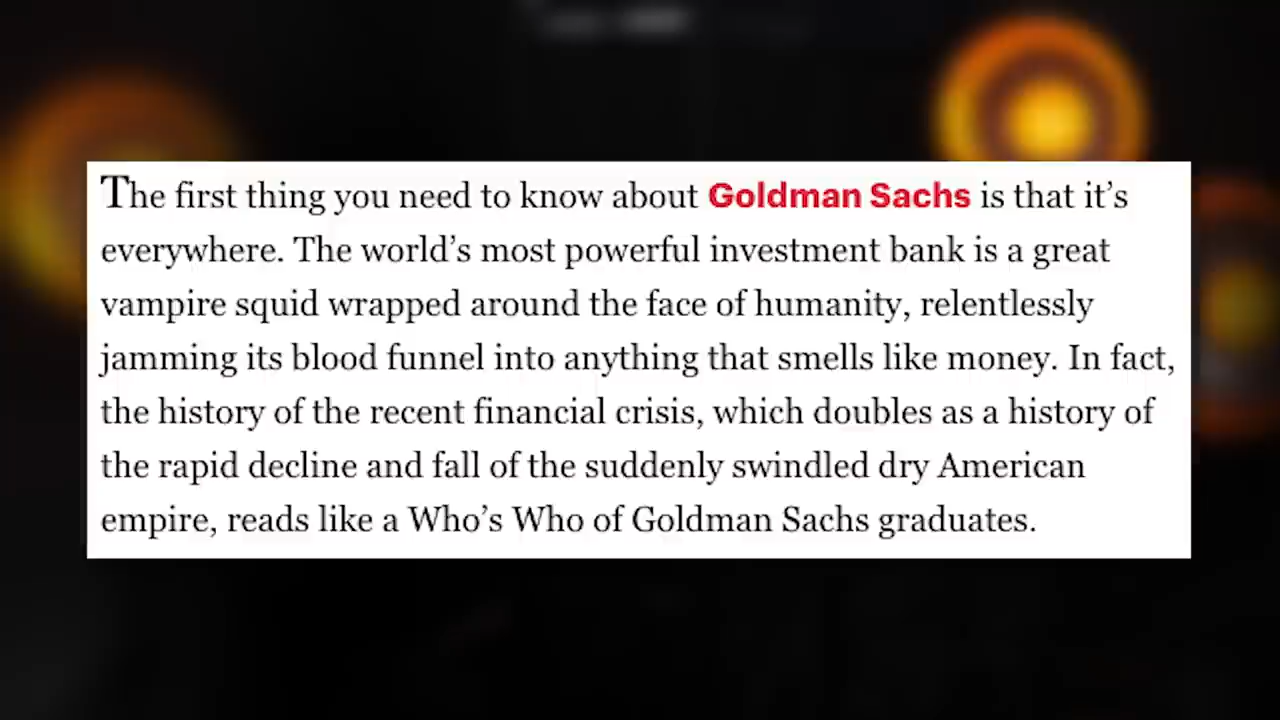 The first thing you need to know about Goldman Sachs is that it’s
everywhere. The world’s most powerful investment bank is a great
vampire squid wrapped around the face of humanity, relentlessly
jamming its blood funnel into anything that smells like money. In fact,
the history of the recent financial crisis, which doubles as a history of
the rapid decline and fall of the suddenly swindled dry American
empire, reads like a Who’s Who of Goldman Sachs graduates.